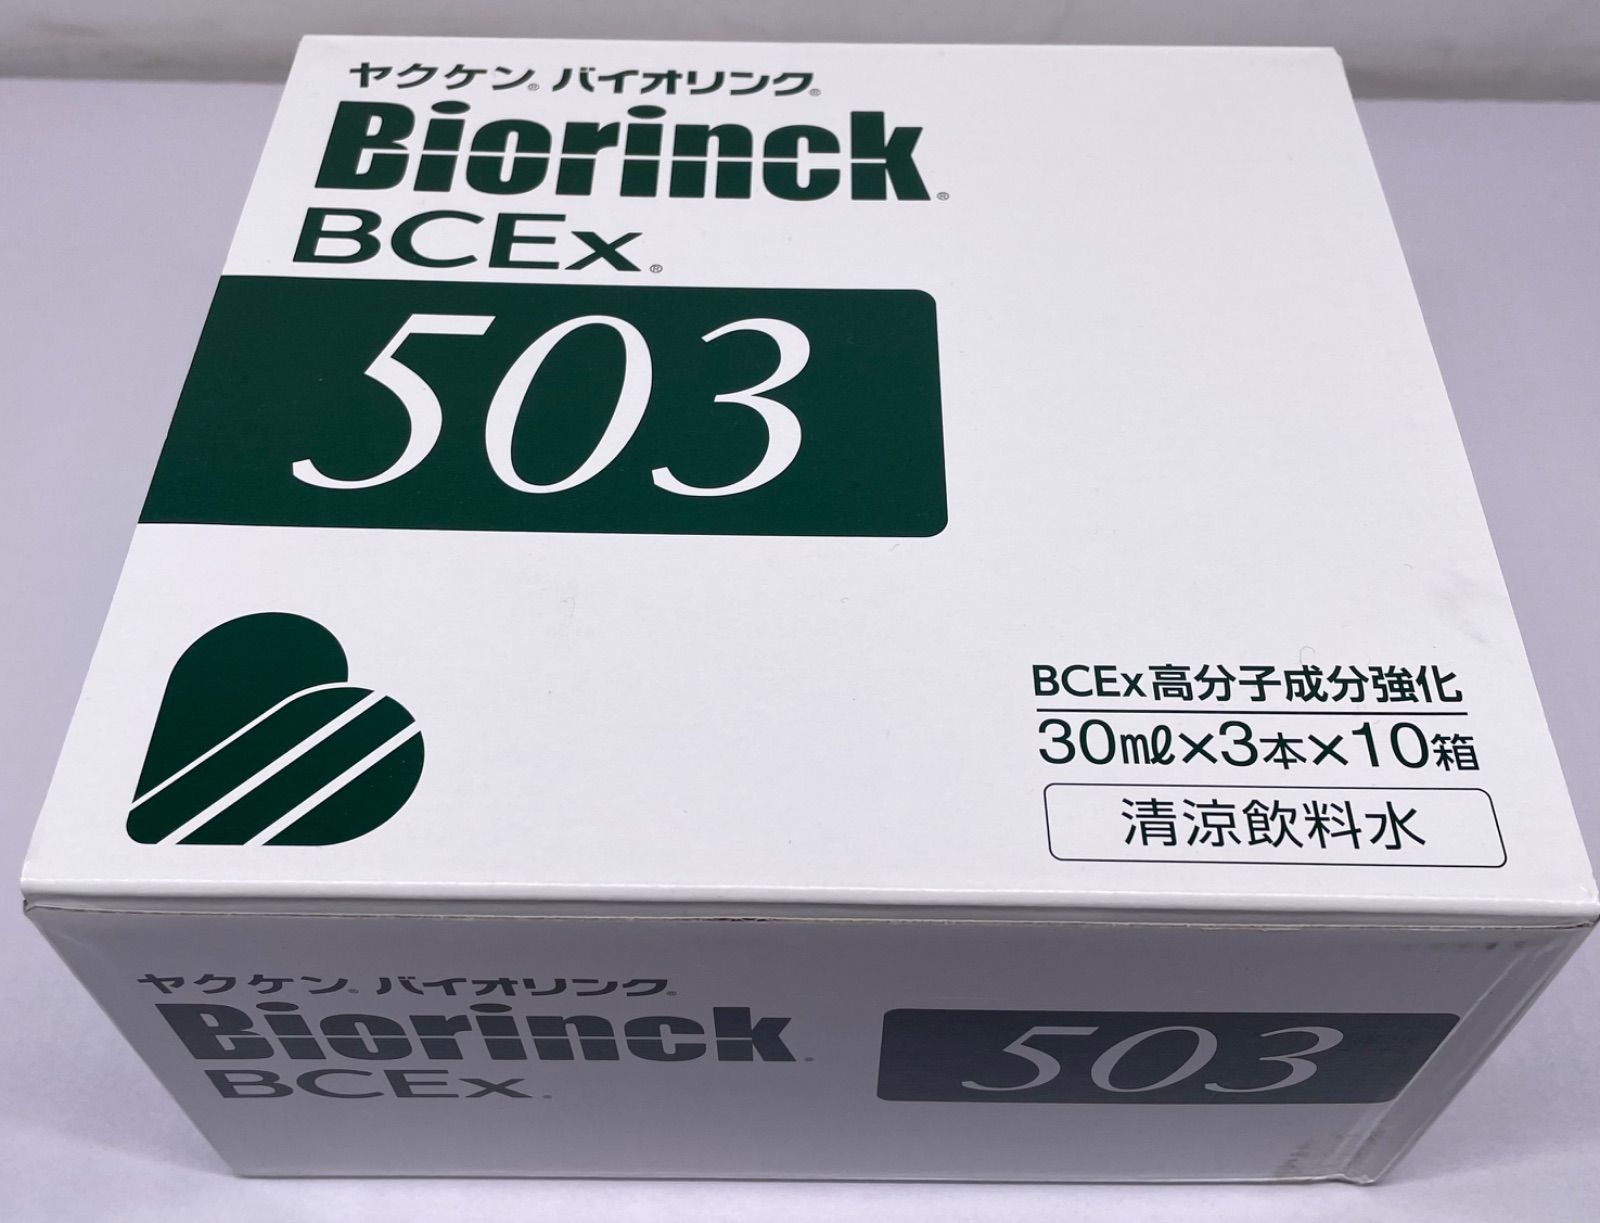 ヤクケン® バイオリンク®
Biorinck®
BCEx®
503
BCEx高分子成分強化
30mℓ×3本×10箱
清涼飲料水
ヤクケン® バイオリンク®
Biorinck®
BCEx®
503